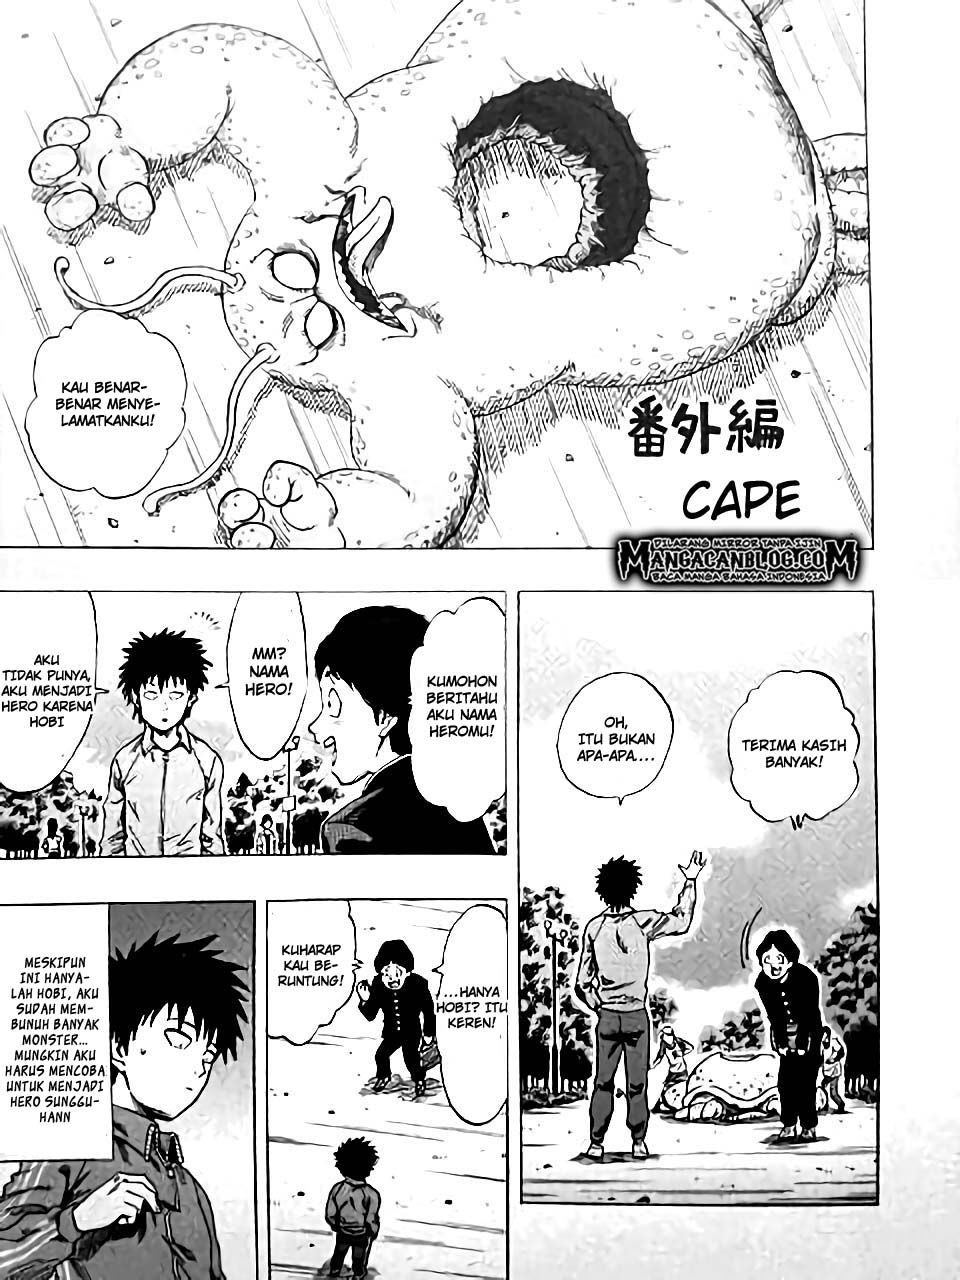 KAU BENAR-
BENAR MENYE-
LAMATKANKU!
番外編
CAPE
DILARANG MIRROR TANPA IJIN
MANGACANBLOG.COM
BACA MANGA BAHASA INDONESIA
TERIMA KASIH
BANYAK!
OH,
ITU BUKAN
APA-APA....
KUMOHON
BERITAHU
AKU NAMA
HEROMU!
MM?
NAMA
HERO!
AKU
TIDAK PUNYA,
AKU MENJADI
HERO KARENA
HOBI
...HANYA
HOBI? ITU
KEREN!
KUHARAP
KAU BE-
RUNTUNG!
MESKIPUN
INI HANYA-
LAH HOBI, AKU
SUDAH MEM-
BUNUH BANYAK
MONSTER...
MUNGKIN AKU
HARUS MENCOBA
UNTUK MENJADI
HERO SUNGGU-
HANN